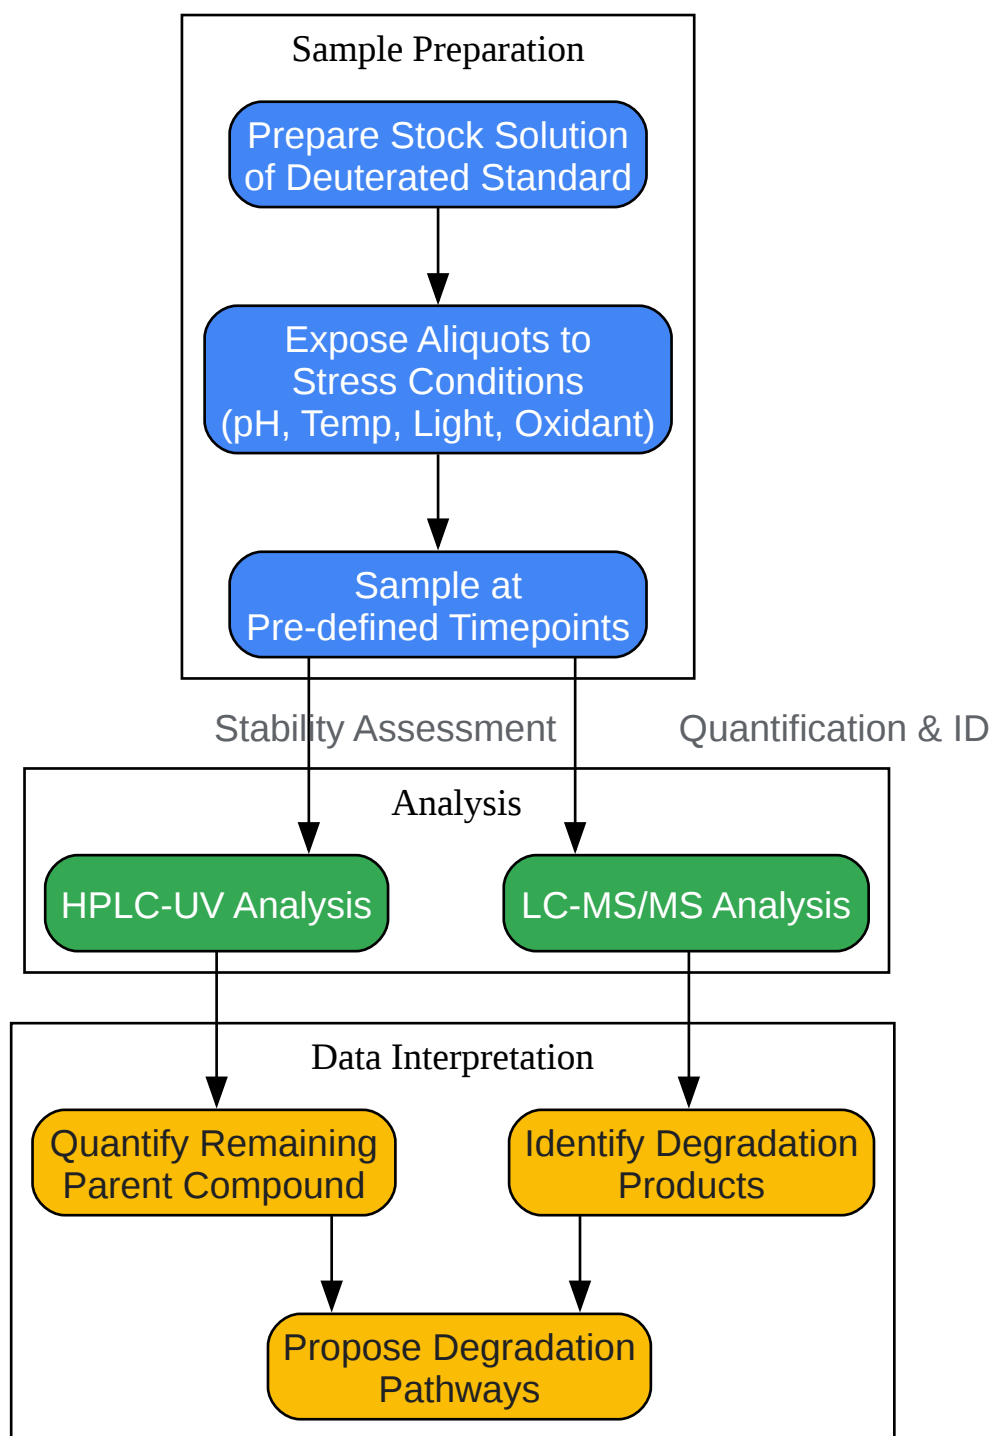 Sample Preparation
Prepare Stock Solution
of Deuterated Standard
Expose Aliquots to
Stress Conditions
(pH, Temp, Light, Oxidant)
Sample at
Pre-defined Timepoints
Stability Assessment
Quantification & ID
Analysis
HPLC-UV Analysis
LC-MS/MS Analysis
Data Interpretation
Quantify Remaining
Parent Compound
Identify Degradation
Products
Propose Degradation
Pathways